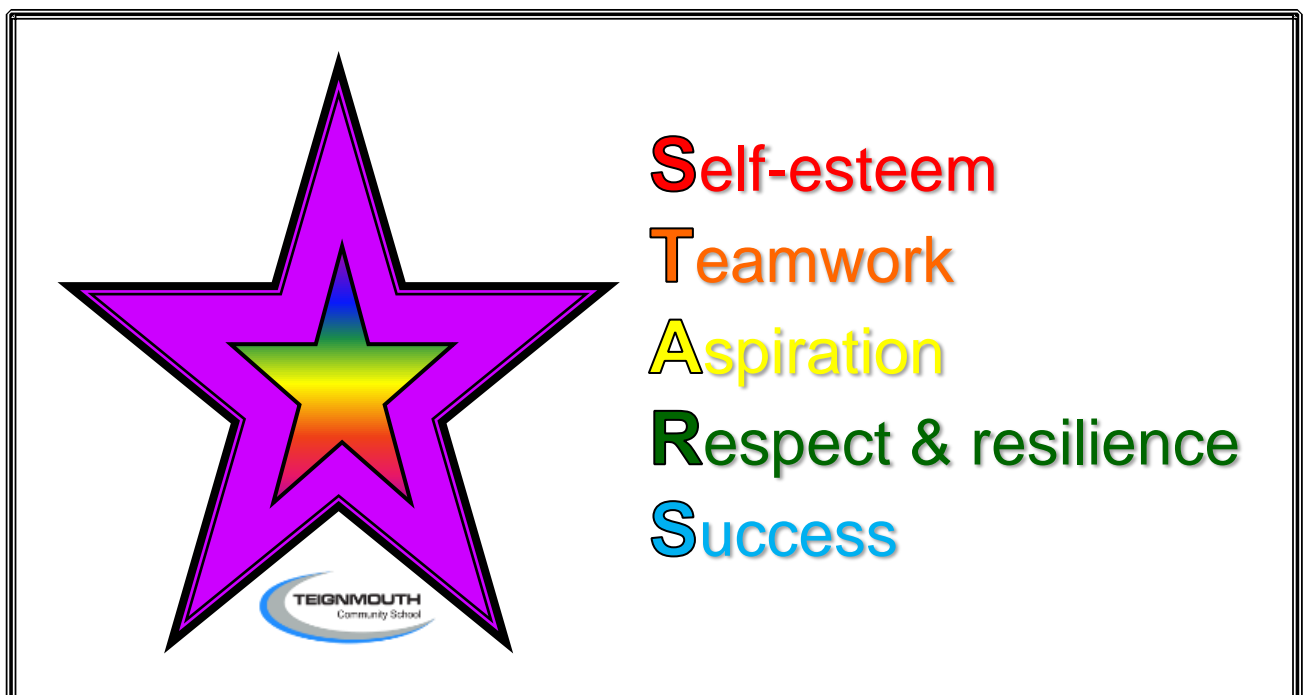 Self-esteem
Teamwork
Aspiration
Respect & resilience
Success
TEIGNMOUTH
Community School